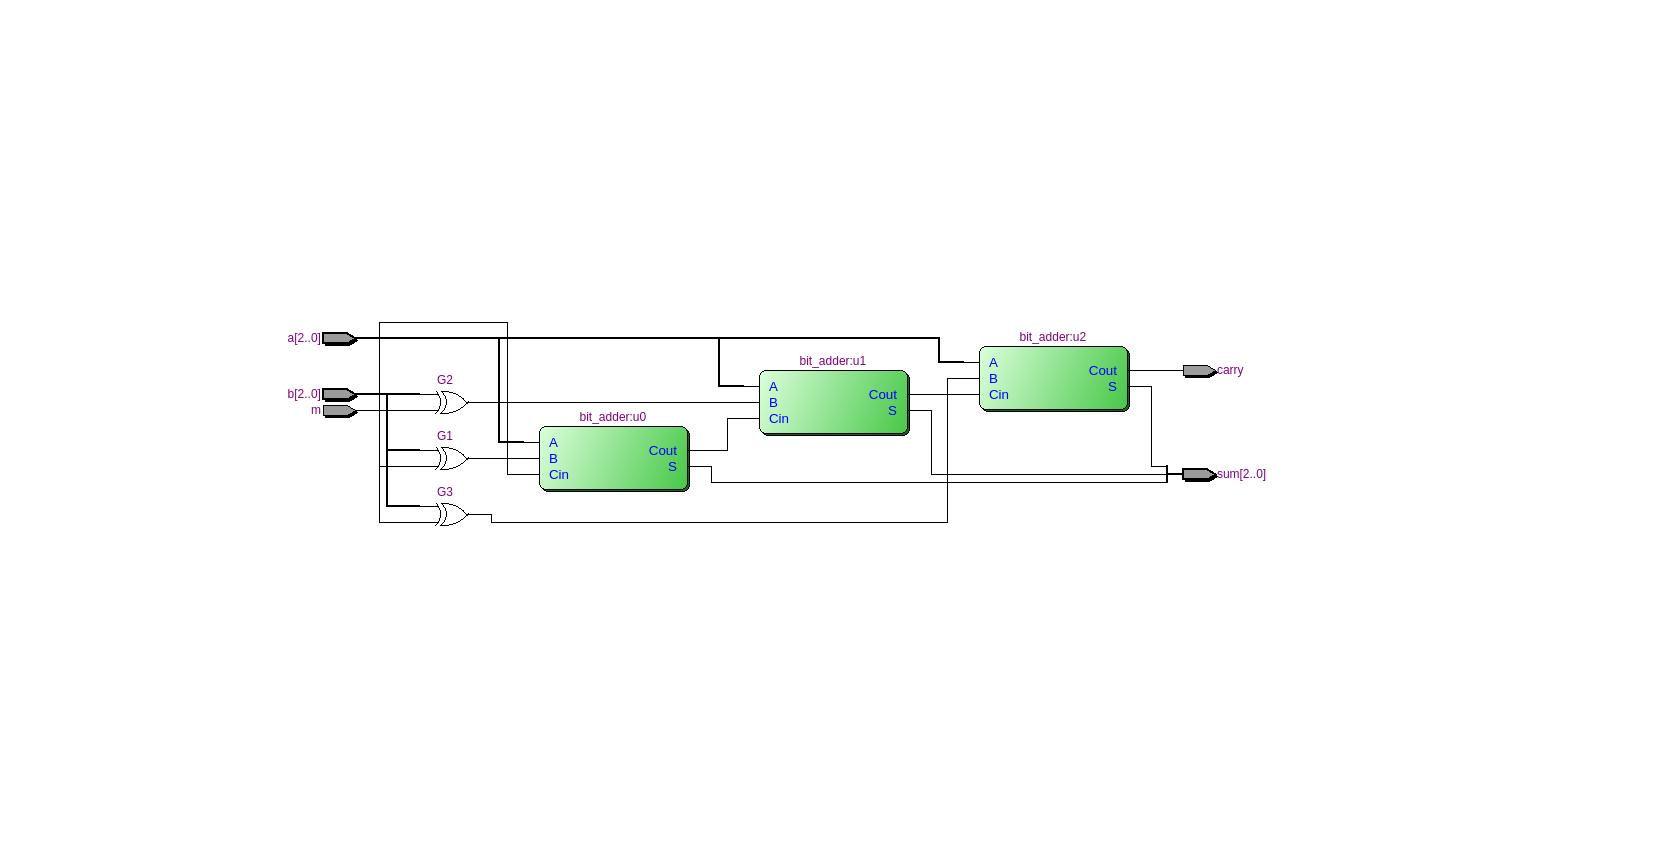 a[2..0]
b[2..0]
m
G2
G1
G3
bit_adder:u0
A
B
Cin
Cout
S
bit_adder:u1
A
B
Cin
Cout
S
bit_adder:u2
A
B
Cin
Cout
S
carry
sum[2..0]